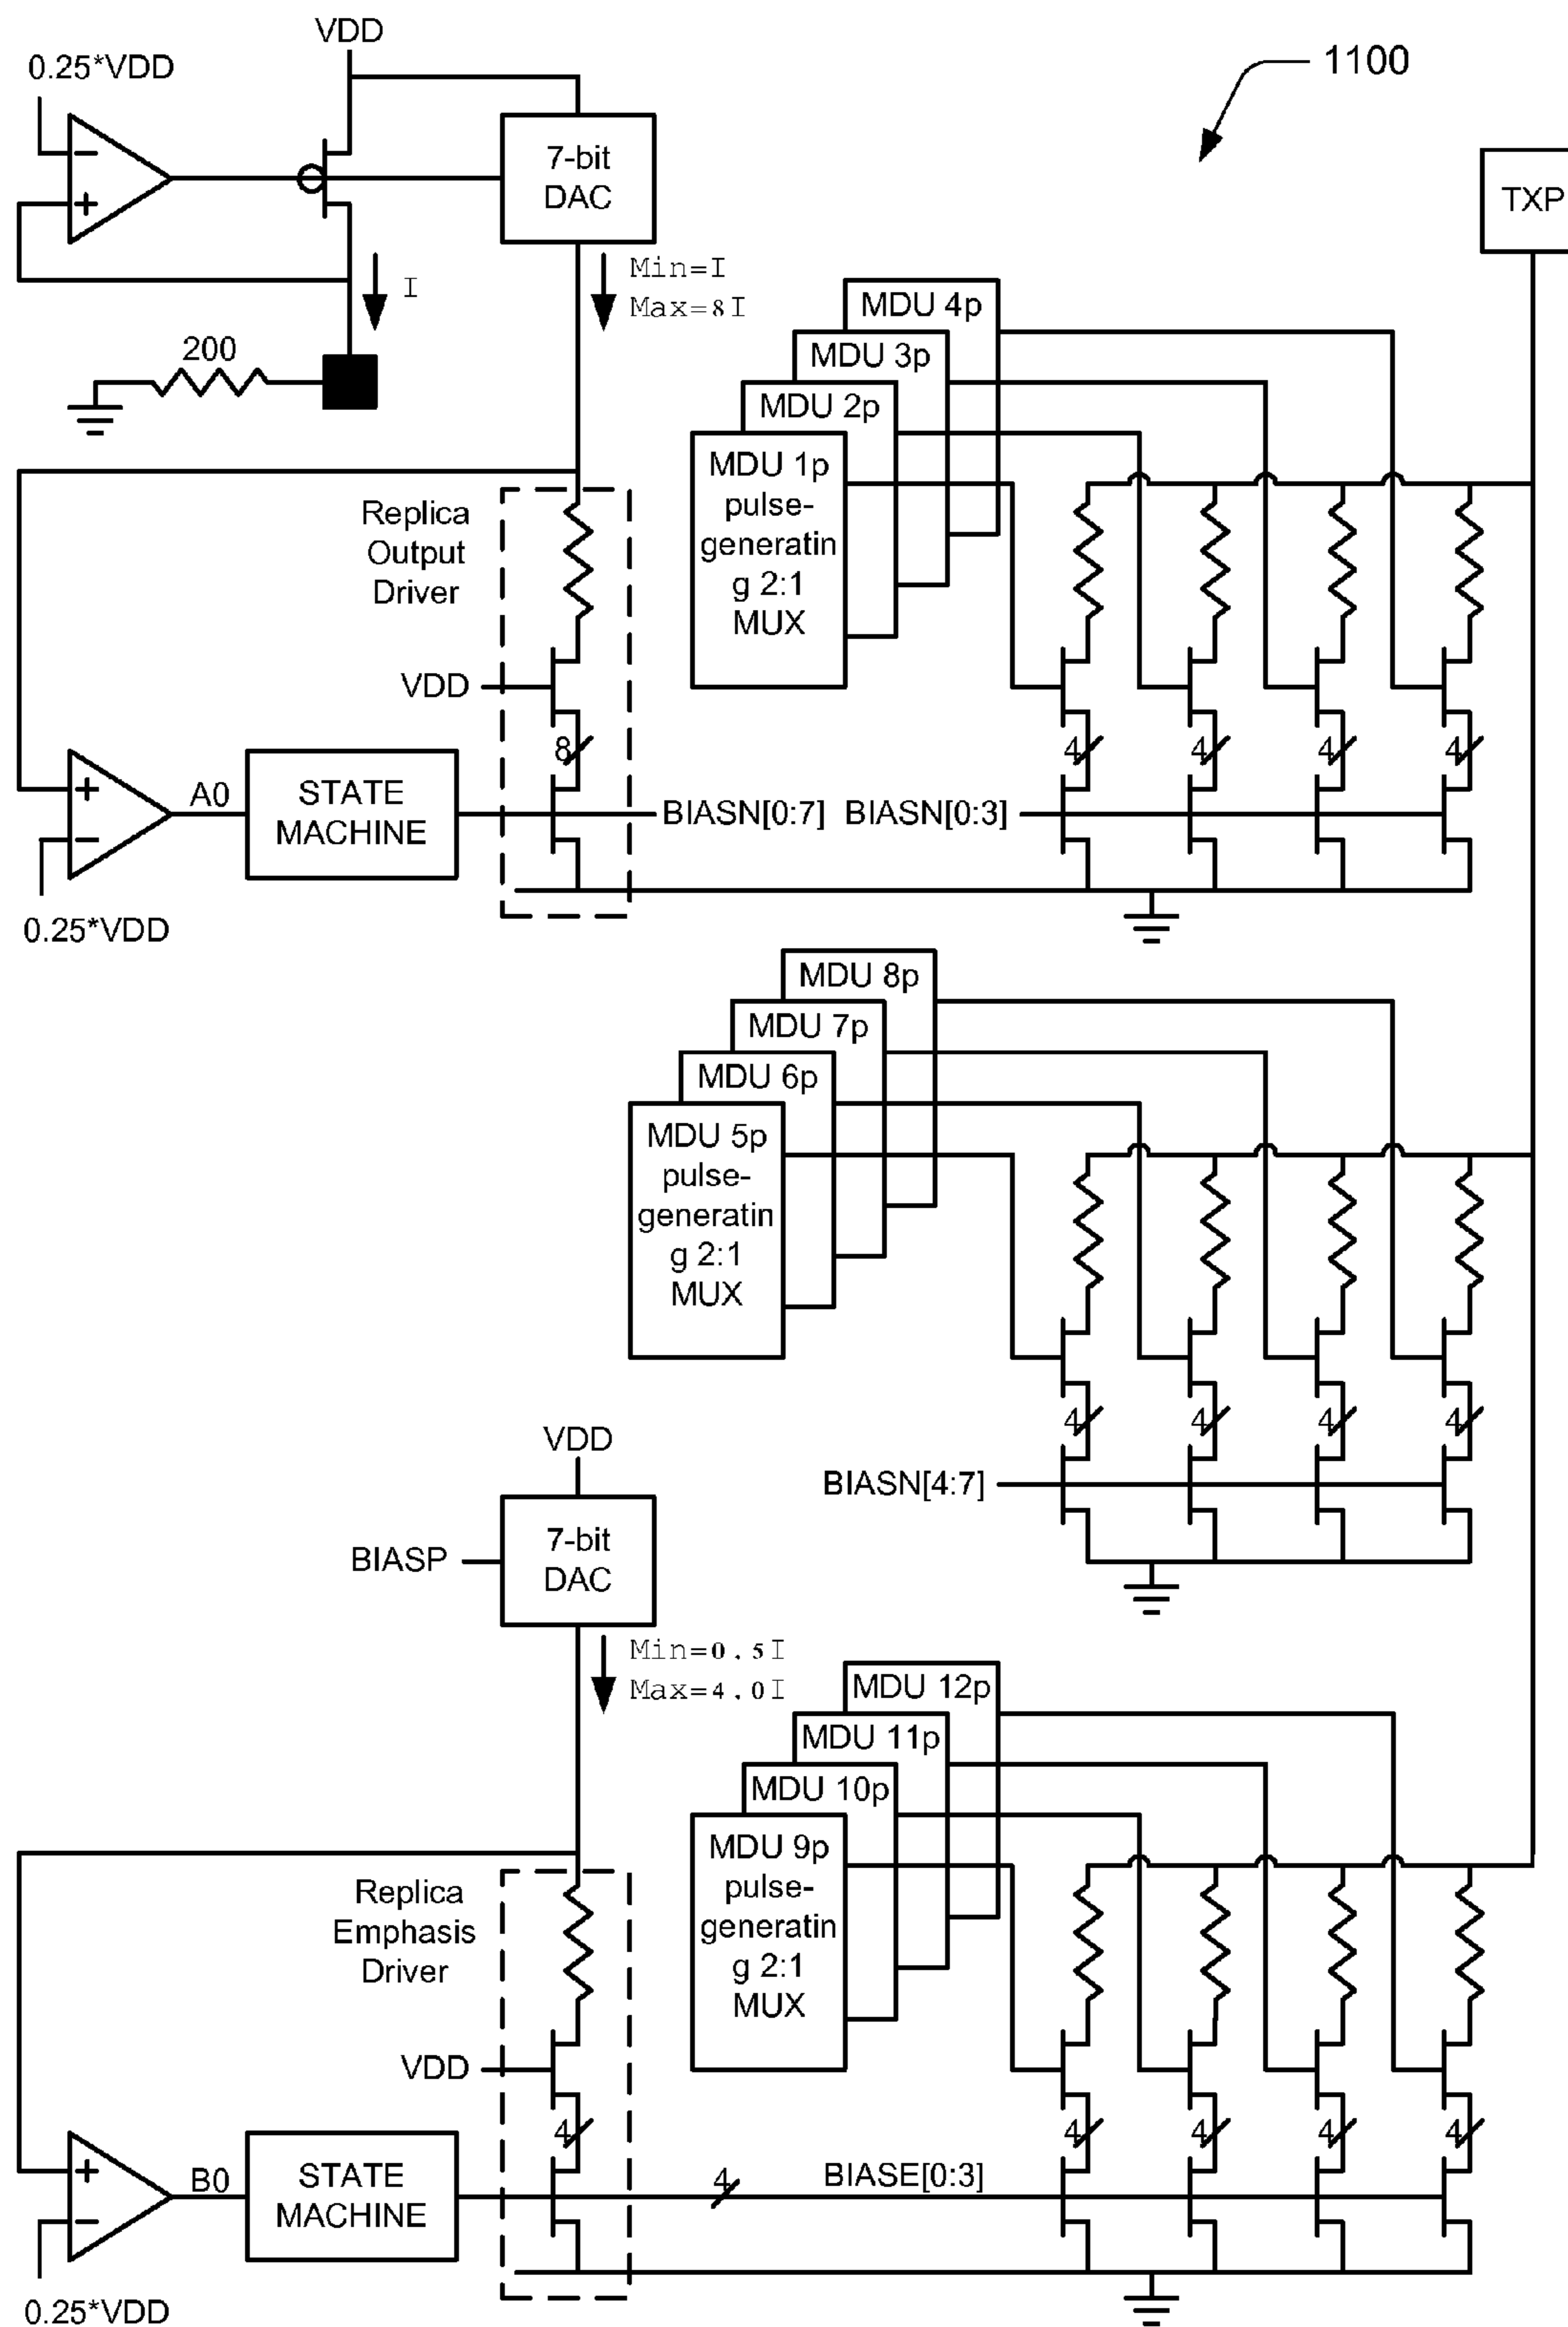 VDD
0.25*VDD
1100
7-bit
DAC
TXP
−
+
I
Min=I
Max=8I
200
MDU 4p
MDU 3p
MDU 2p
MDU 1p
pulse-
generatin
g 2:1
MUX
Replica
Output
Driver
VDD
8
4
4
4
4
+
−
A0
STATE
MACHINE
BIASN[0:7]
BIASN[0:3]
0.25*VDD
MDU 8p
MDU 7p
MDU 6p
MDU 5p
pulse-
generatin
g 2:1
MUX
4
4
4
4
BIASN[4:7]
VDD
BIASP
7-bit
DAC
Min=0.5I
Max=4.0I
MDU 12p
MDU 11p
MDU 10p
MDU 9p
pulse-
generatin
g 2:1
MUX
Replica
Emphasis
Driver
VDD
4
4
4
4
4
+
−
B0
STATE
MACHINE
4
BIASE[0:3]
0.25*VDD